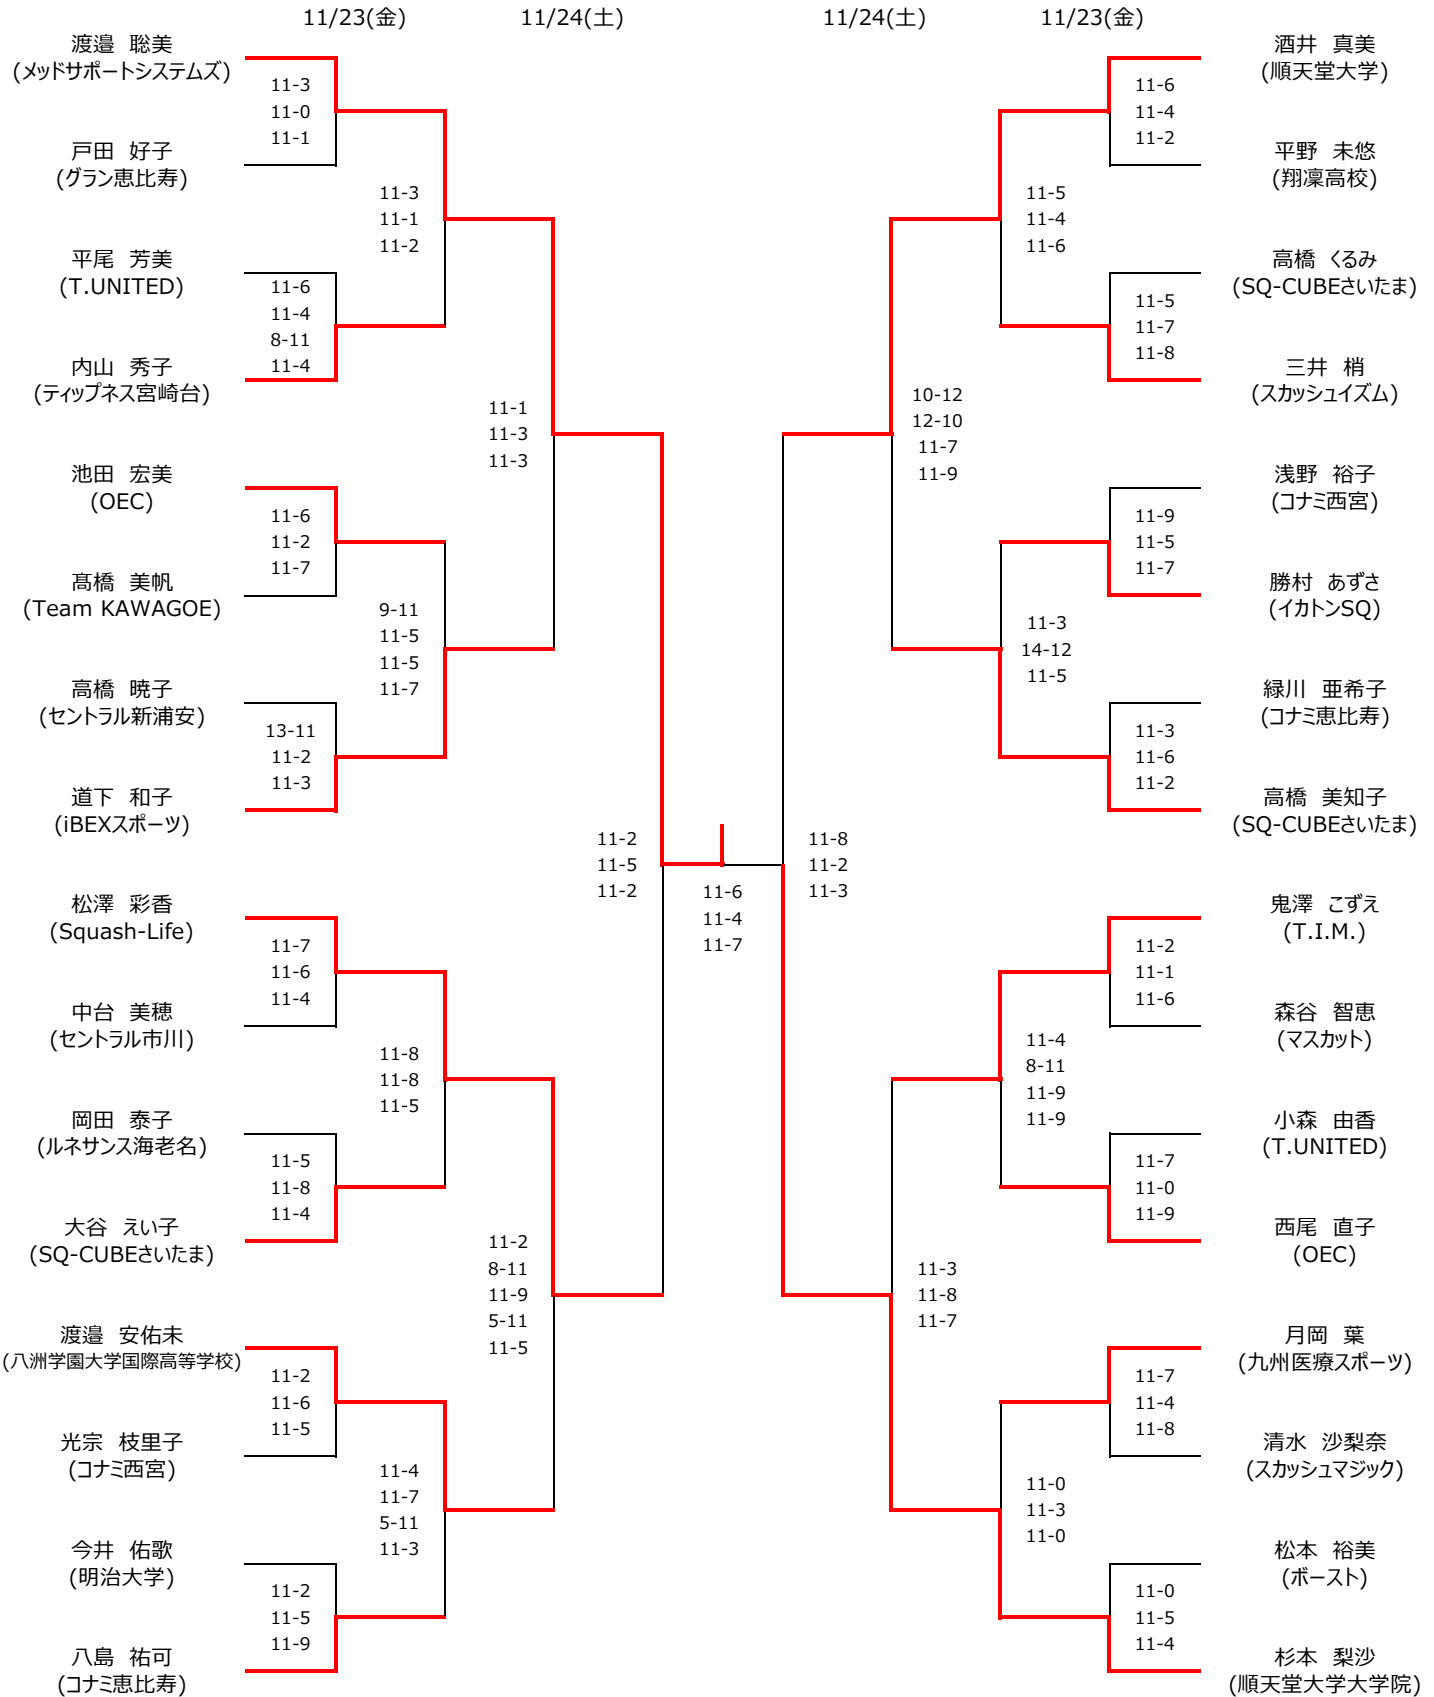 11/23(金)
11/24(土)
11/24(土)
11/23(金)
渡邉 聡美
(メッドサポートシステムズ)
11-3
11-0
11-1
戸田 好子
(グラン恵比寿)
11-3
11-1
11-2
平尾 芳美
(T.UNITED)
11-6
11-4
8-11
11-4
内山 秀子
(ティップネス宮崎台)
11-1
11-3
11-3
池田 宏美
(OEC)
11-6
11-2
11-7
髙橋 美帆
(Team KAWAGOE)
9-11
11-5
11-5
11-7
高橋 暁子
(セントラル新浦安)
13-11
11-2
11-3
道下 和子
(iBEXスポーツ)
11-2
11-5
11-2
松澤 彩香
(Squash-Life)
11-7
11-6
11-4
中台 美穂
(セントラル市川)
11-8
11-8
11-5
岡田 泰子
(ルネサンス海老名)
11-5
11-8
11-4
大谷 えい子
(SQ-CUBEさいたま)
11-2
8-11
11-9
5-11
11-5
渡邉 安佑未
(八洲学園大学国際高等学校)
11-2
11-6
11-5
光宗 枝里子
(コナミ西宮)
11-4
11-7
5-11
11-3
今井 佑歌
(明治大学)
11-2
11-5
11-9
八島 祐可
(コナミ恵比寿)
11-6
11-4
11-7
酒井 真美
(順天堂大学)
11-6
11-4
11-2
平野 未悠
(翔凜高校)
11-5
11-4
11-6
高橋 くるみ
(SQ-CUBEさいたま)
11-5
11-7
11-8
三井 梢
(スカッシュイズム)
10-12
12-10
11-7
11-9
浅野 裕子
(コナミ西宮)
11-9
11-5
11-7
勝村 あずさ
(イカトンSQ)
11-3
14-12
11-5
緑川 亜希子
(コナミ恵比寿)
11-3
11-6
11-2
高橋 美知子
(SQ-CUBEさいたま)
11-8
11-2
11-3
鬼澤 こずえ
(T.I.M.)
11-2
11-1
11-6
森谷 智恵
(マスカット)
11-4
8-11
11-9
11-9
小森 由香
(T.UNITED)
11-7
11-0
11-9
西尾 直子
(OEC)
11-3
11-8
11-7
月岡 葉
(九州医療スポーツ)
11-7
11-4
11-8
清水 沙梨奈
(スカッシュマジック)
11-0
11-3
11-0
松本 裕美
(ボースト)
11-0
11-5
11-4
杉本 梨沙
(順天堂大学大学院)